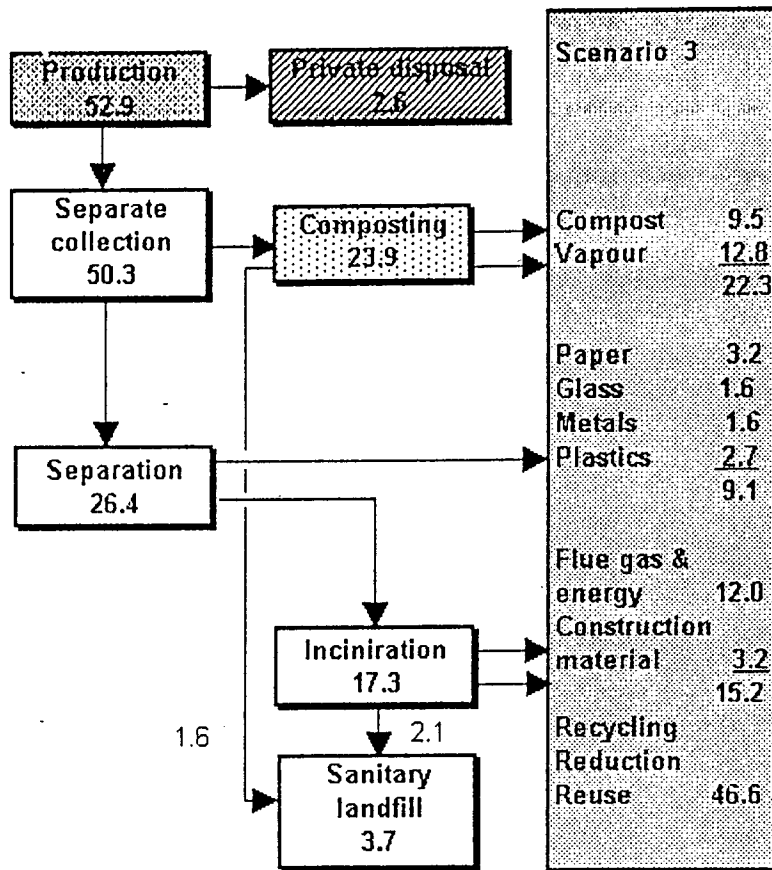 Production
52.9
Private disposal
2.6
Scenario 3
Separate
collection
50.3
Composting
23.9
Compost 9.5
Vapour 12.8
22.3
Paper 3.2
Glass 1.6
Metals 1.6
Plastics 2.7
9.1
Separation
26.4
Flue gas &
energy 12.0
Construction
material 3.2
15.2
Inciniration
17.3
1.6
2.1
Sanitary
landfill
3.7
Recycling
Reduction
Reuse 46.6